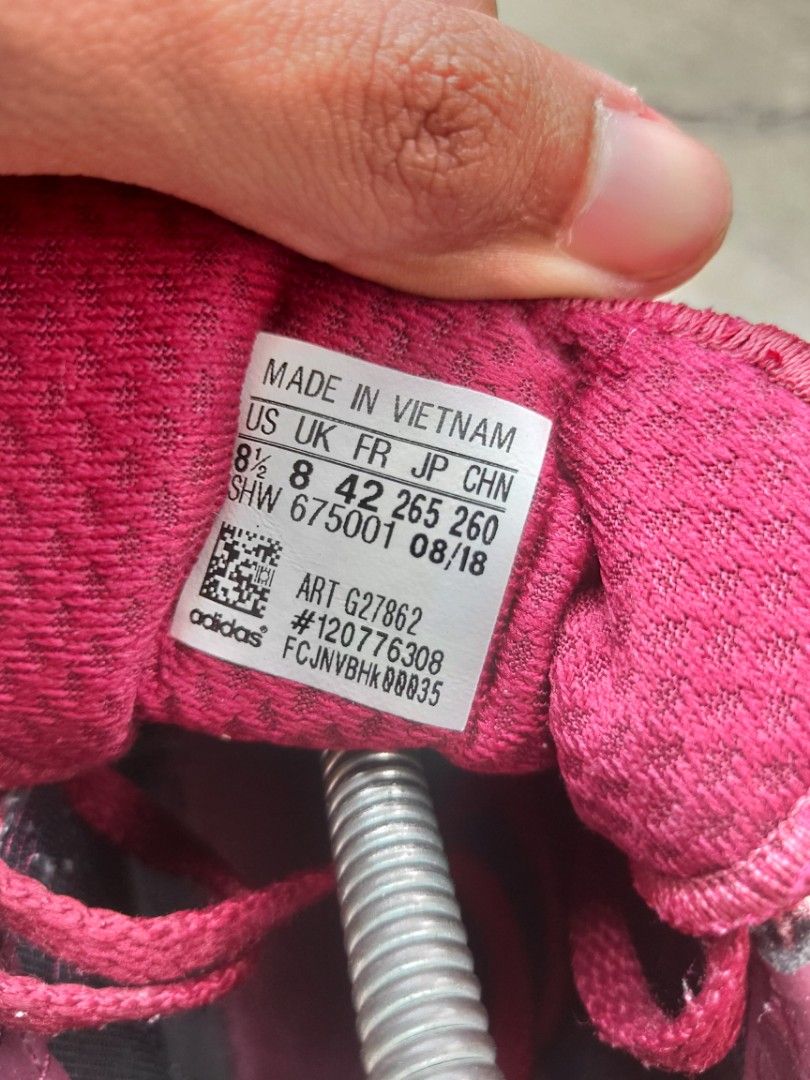 MADE IN VIETNAM
US UK FR JP CHN
8½ 8 42 265 260
SHW 675001 08/18
ART G27862
#120776308
FCJNVBHk00035
adidas®